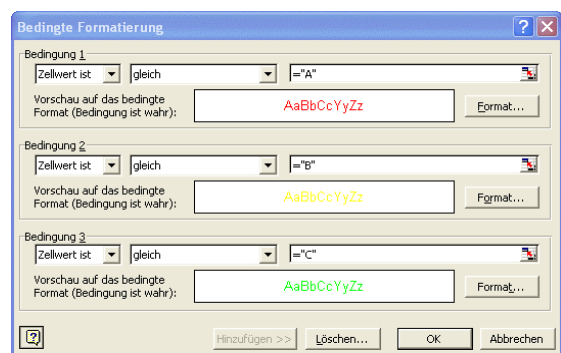 Bedingte Formatierung
Bedingung 1
Zellwert ist gleich ="A"
Vorschau auf das bedingte
Format (Bedingung ist wahr):
AaBbCcYyZz
Format...
Bedingung 2
Zellwert ist gleich ="B"
Vorschau auf das bedingte
Format (Bedingung ist wahr):
AaBbCcYyZz
Format...
Bedingung 3
Zellwert ist gleich ="C"
Vorschau auf das bedingte
Format (Bedingung ist wahr):
AaBbCcYyZz
Format...
Hinzufügen >> Löschen... OK Abbrechen